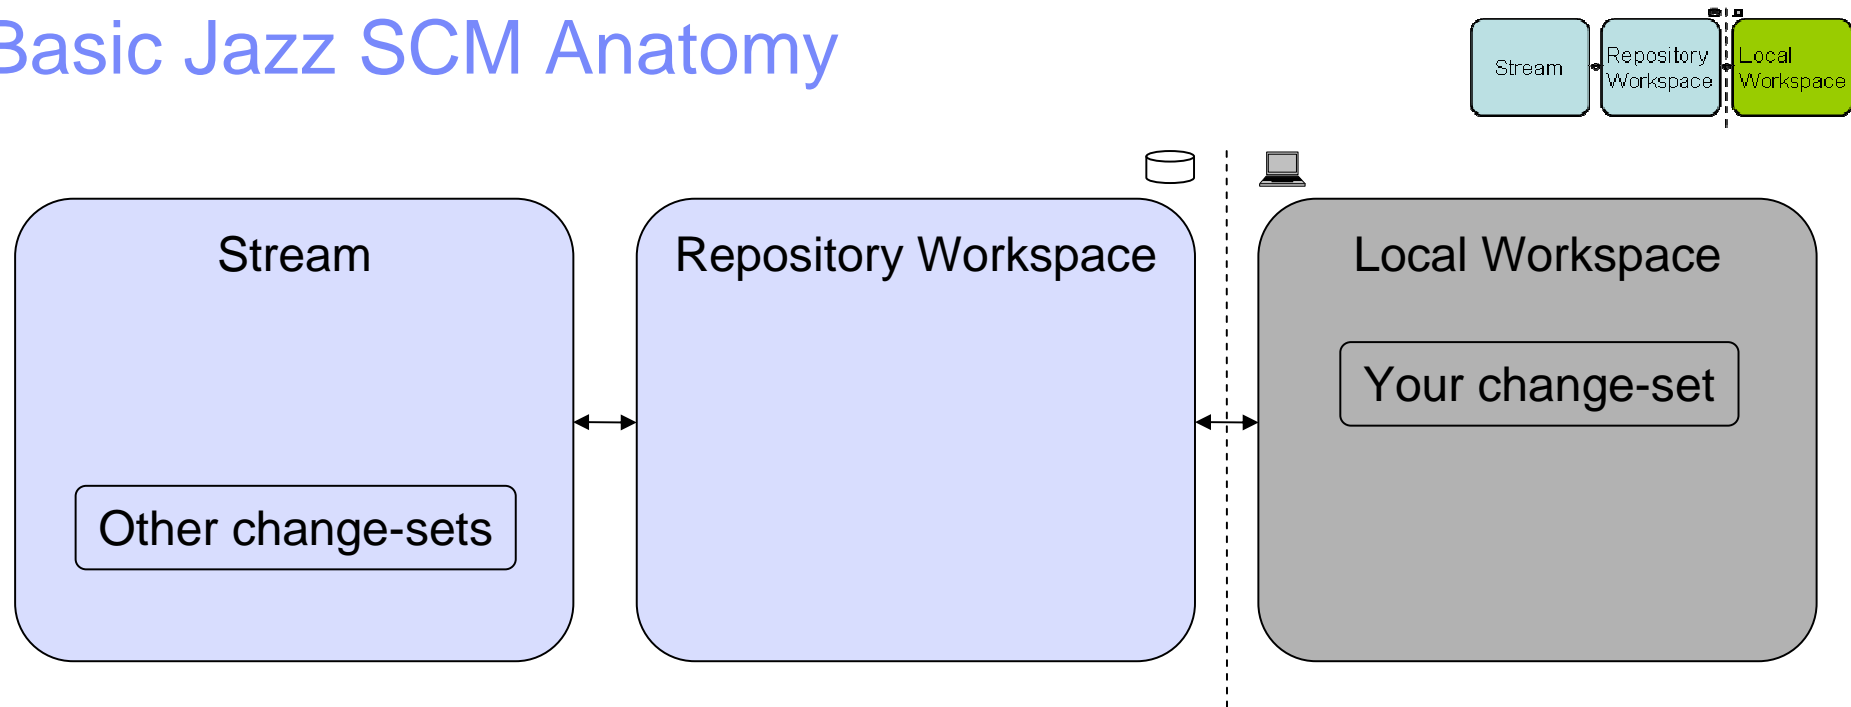 Basic Jazz SCM Anatomy
Stream
Repository
Workspace
Local
Workspace
Stream
Repository Workspace
Local Workspace
Your change-set
Other change-sets